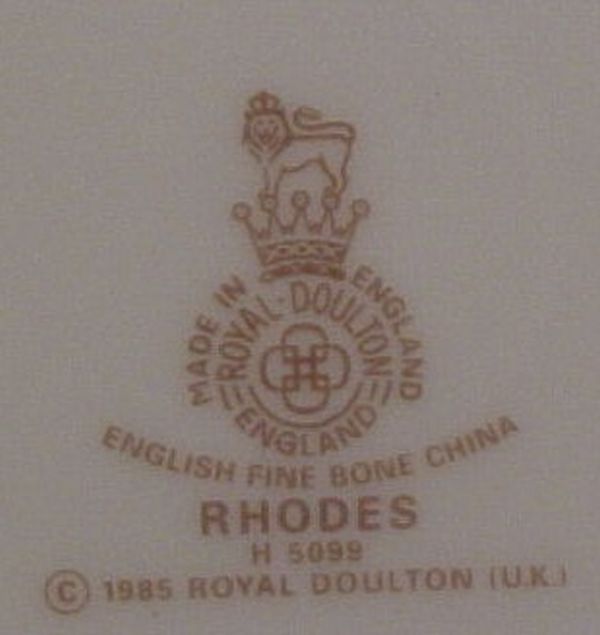 MADE IN ENGLAND
ROYAL·DOULTON
ENGLAND
ENGLISH FINE BONE CHINA
RHODES
H 5099
© 1985 ROYAL DOULTON (U.K.)